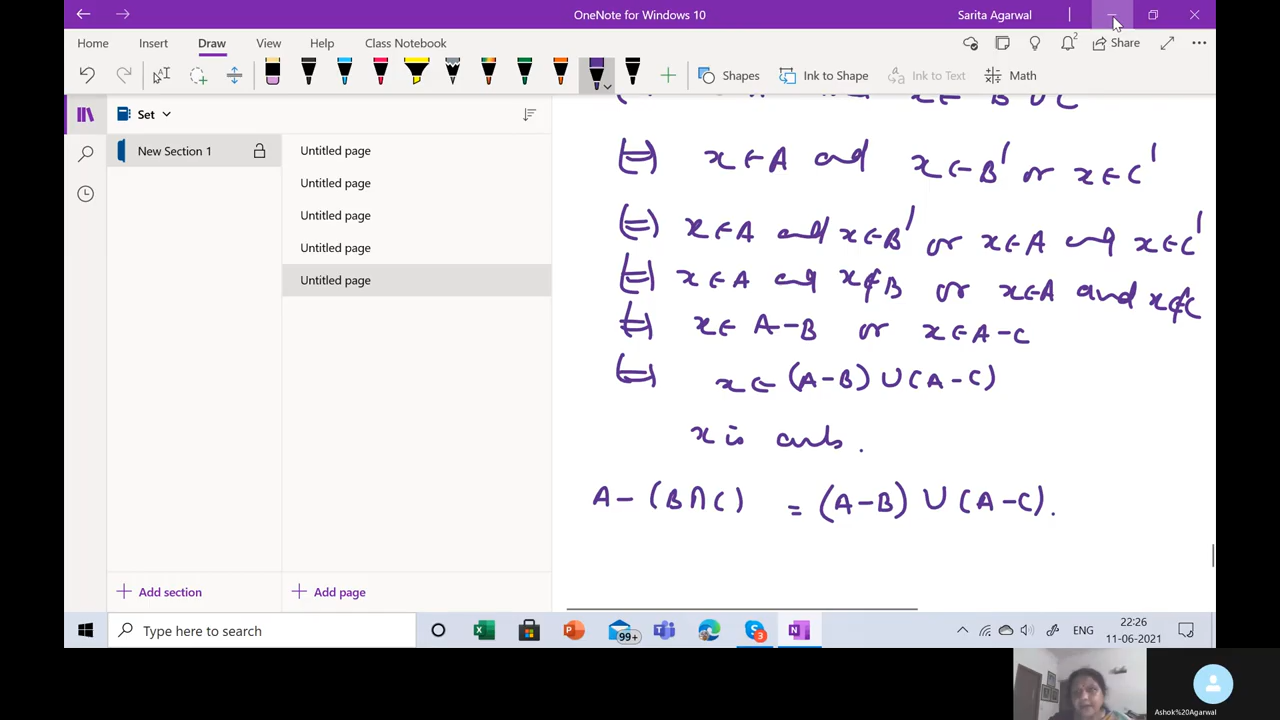 OneNote for Windows 10
Sarita Agarwal
Home Insert Draw View Help Class Notebook
2
Share
Shapes Ink to Shape Ink to Text Math
Set
New Section 1
Untitled page
Untitled page
Untitled page
Untitled page
Untitled page
Add section
Add page
B ∪ C
⟺ x ∈ A and x ∈ B' or x ∈ C'
⟺ x ∈ A and x ∈ B' or x ∈ A and x ∈ C'
⟺ x ∈ A and x ∉ B or x ∈ A and x ∉ C
⟺ x ∈ A - B or x ∈ A - C
⟺ x ∈ (A - B) ∪ (A - C)
x is arb.
A - (B ∩ C) = (A - B) ∪ (A - C).
Type here to search
99+
3
ENG
22:26
11-06-2021
Ashok%20Agarwal